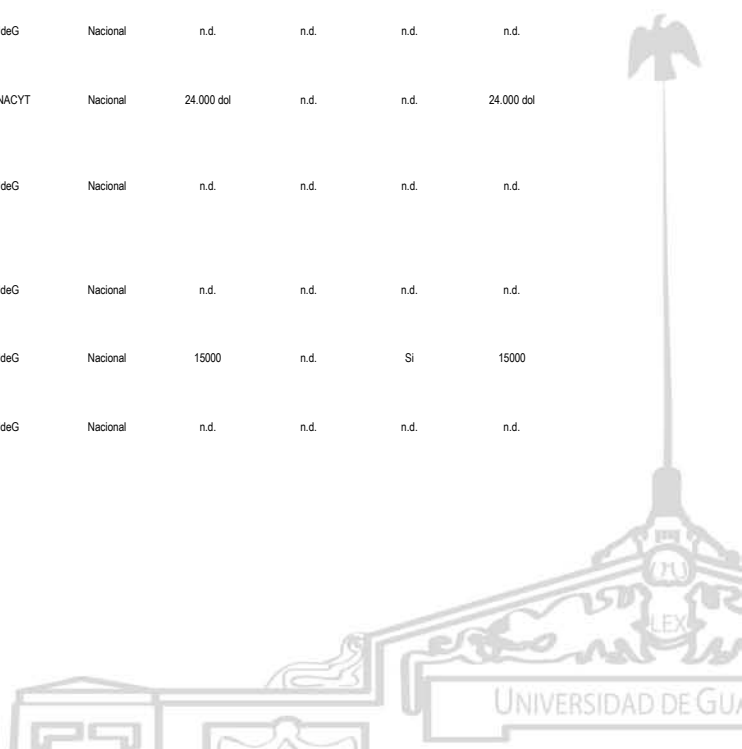 deG Nacional n.d. n.d. n.d. n.d.
NACYT Nacional 24.000 dol n.d. n.d. 24.000 dol
deG Nacional n.d. n.d. n.d. n.d.
deG Nacional n.d. n.d. n.d. n.d.
deG Nacional 15000 n.d. Si 15000
deG Nacional n.d. n.d. n.d. n.d.
LEX
UNIVERSIDAD DE GUA